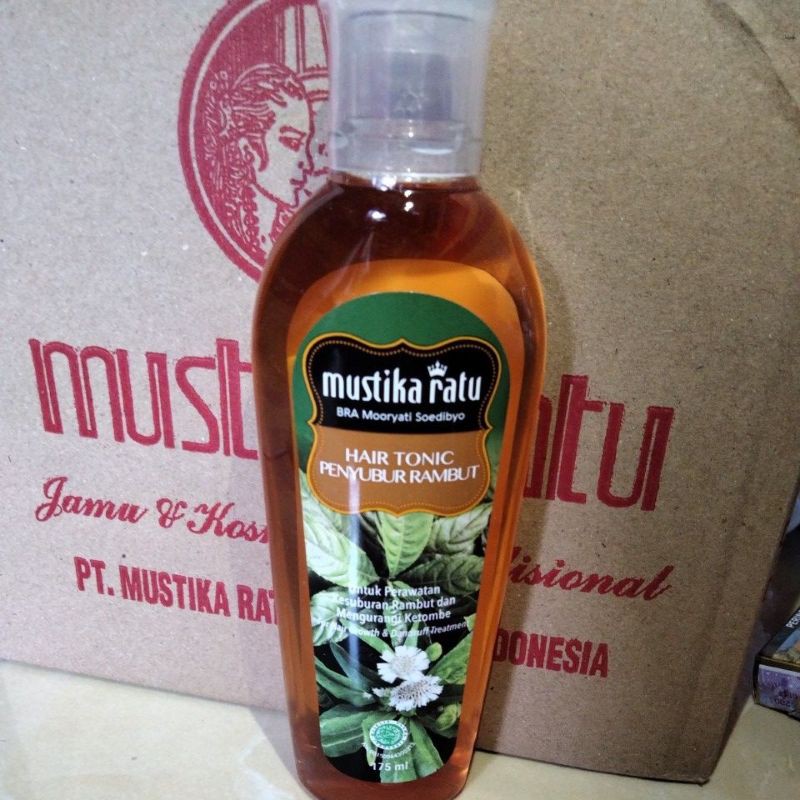 mustika ratu
BRA Mooryati Soedibyo
HAIR TONIC
PENYUBUR RAMBUT
Untuk Perawatan
Kesuburan Rambut dan
Mengurangi Ketombe
Hair Growth & Dandruff Treatment
175 ml
must atu
Jamu & Kos isional
PT. MUSTIKA RAT DONESIA